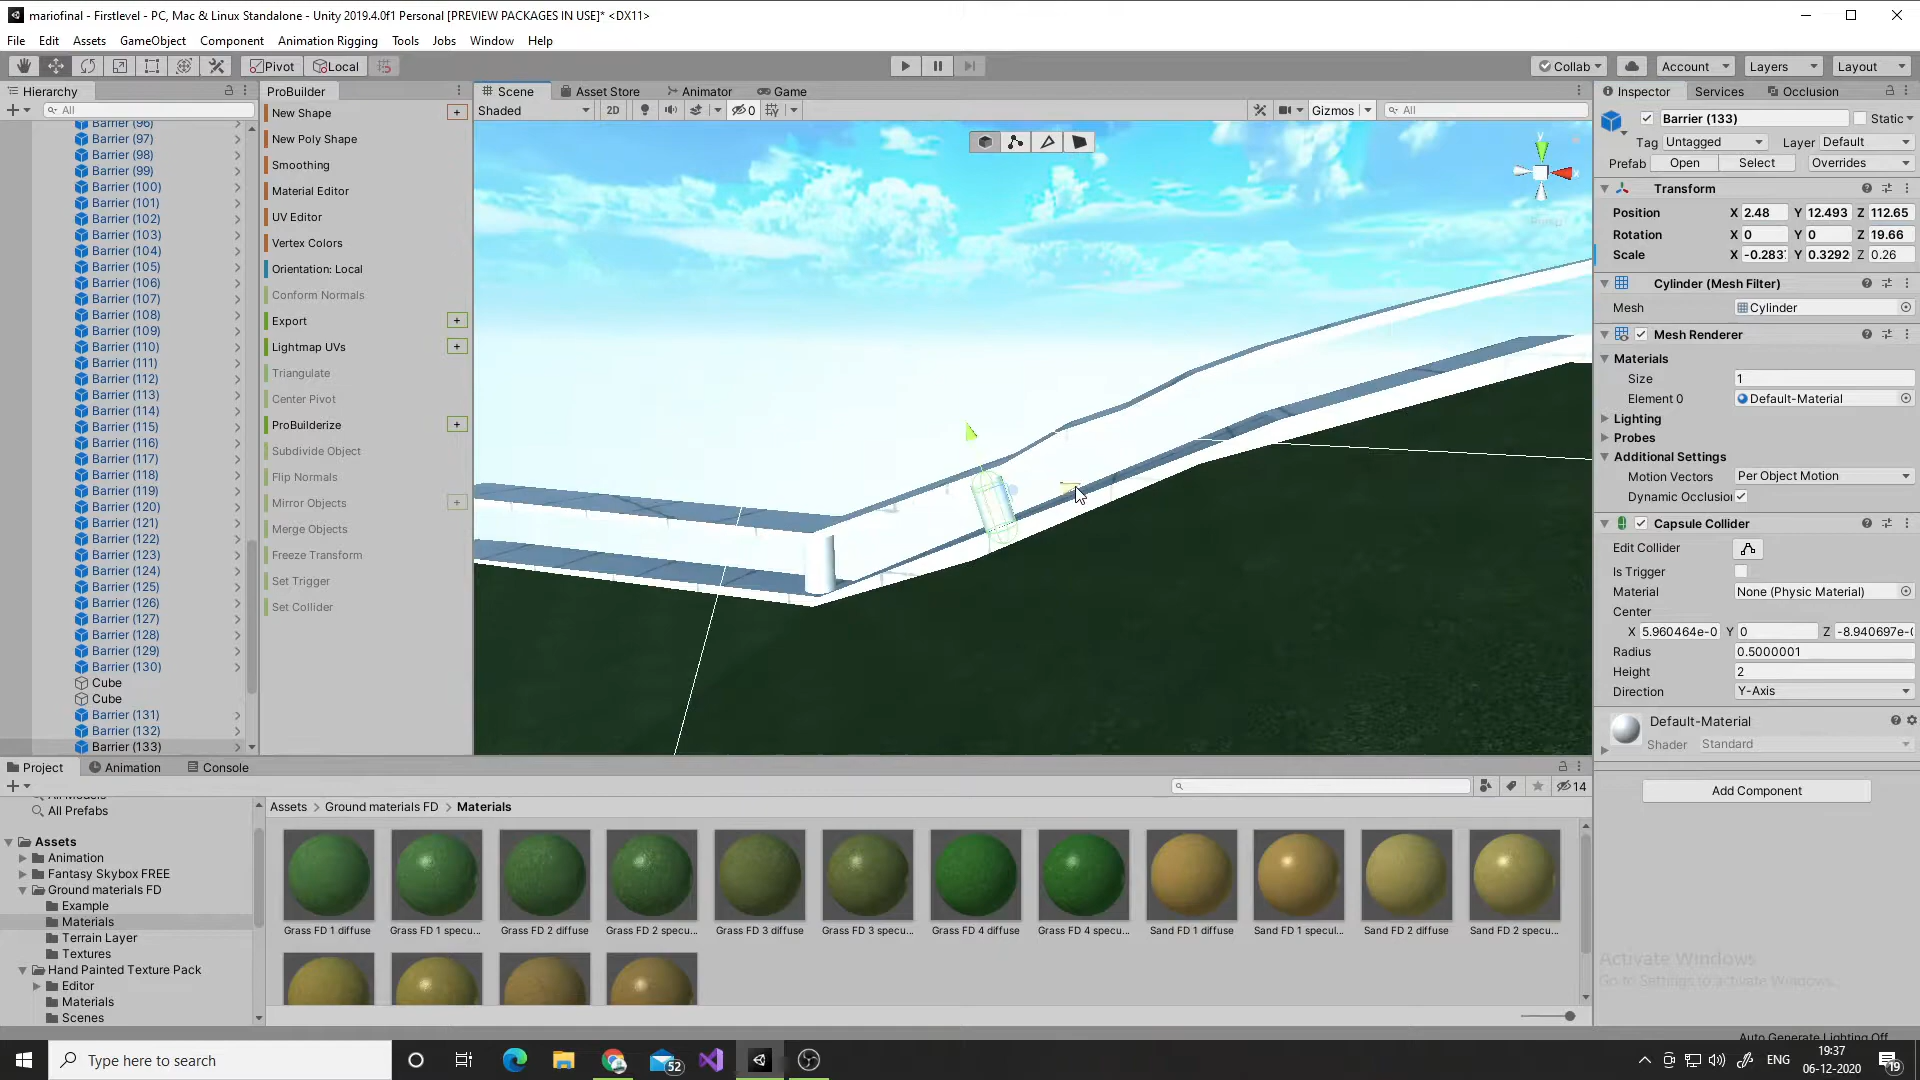 mariofinal - Firstlevel - PC, Mac & Linux Standalone - Unity 2019.4.0f1 Personal [PREVIEW PACKAGES IN USE]* <DX11>
File Edit Assets GameObject Component Animation Rigging Tools Jobs Window Help
Pivot Local Collab Account Layers Layout
Hierarchy
All
Barrier (96)
Barrier (97)
Barrier (98)
Barrier (99)
Barrier (100)
Barrier (101)
Barrier (102)
Barrier (103)
Barrier (104)
Barrier (105)
Barrier (106)
Barrier (107)
Barrier (108)
Barrier (109)
Barrier (110)
Barrier (111)
Barrier (112)
Barrier (113)
Barrier (114)
Barrier (115)
Barrier (116)
Barrier (117)
Barrier (118)
Barrier (119)
Barrier (120)
Barrier (121)
Barrier (122)
Barrier (123)
Barrier (124)
Barrier (125)
Barrier (126)
Barrier (127)
Barrier (128)
Barrier (129)
Barrier (130)
Cube
Cube
Barrier (131)
Barrier (132)
Barrier (133)
ProBuilder
New Shape
New Poly Shape
Smoothing
Material Editor
UV Editor
Vertex Colors
Orientation: Local
Conform Normals
Export
Lightmap UVs
Triangulate
Center Pivot
ProBuilderize
Subdivide Object
Flip Normals
Mirror Objects
Merge Objects
Freeze Transform
Set Trigger
Set Collider
Scene Asset Store Animator Game
Shaded 2D 0 Gizmos All
y
x
Persp
Inspector Services Occlusion
Barrier (133) Static
Tag Untagged Layer Default
Prefab Open Select Overrides
Transform
Position X 2.48 Y 12.493 Z 112.65
Rotation X 0 Y 0 Z 19.66
Scale X -0.283 Y 0.3292 Z 0.26
Cylinder (Mesh Filter)
Mesh Cylinder
Mesh Renderer
Materials
Size 1
Element 0 Default-Material
Lighting
Probes
Additional Settings
Motion Vectors Per Object Motion
Dynamic Occlusion
Capsule Collider
Edit Collider
Is Trigger
Material None (Physic Material)
Center
X 5.960464e-0 Y 0 Z -8.940697e-
Radius 0.5000001
Height 2
Direction Y-Axis
Default-Material
Shader Standard
Add Component
Activate Windows
Go to Settings to activate Windows.
Auto Generate Lighting Off
Project Animation Console
14
All Models
All Prefabs
Assets
Animation
Fantasy Skybox FREE
Ground materials FD
Example
Materials
Terrain Layer
Textures
Hand Painted Texture Pack
Editor
Materials
Scenes
Assets > Ground materials FD > Materials
Grass FD 1 diffuse Grass FD 1 specu... Grass FD 2 diffuse Grass FD 2 specu... Grass FD 3 diffuse Grass FD 3 specu... Grass FD 4 diffuse Grass FD 4 specu... Sand FD 1 diffuse Sand FD 1 specul... Sand FD 2 diffuse Sand FD 2 specu...
Type here to search
52
ENG
19:37
06-12-2020
19